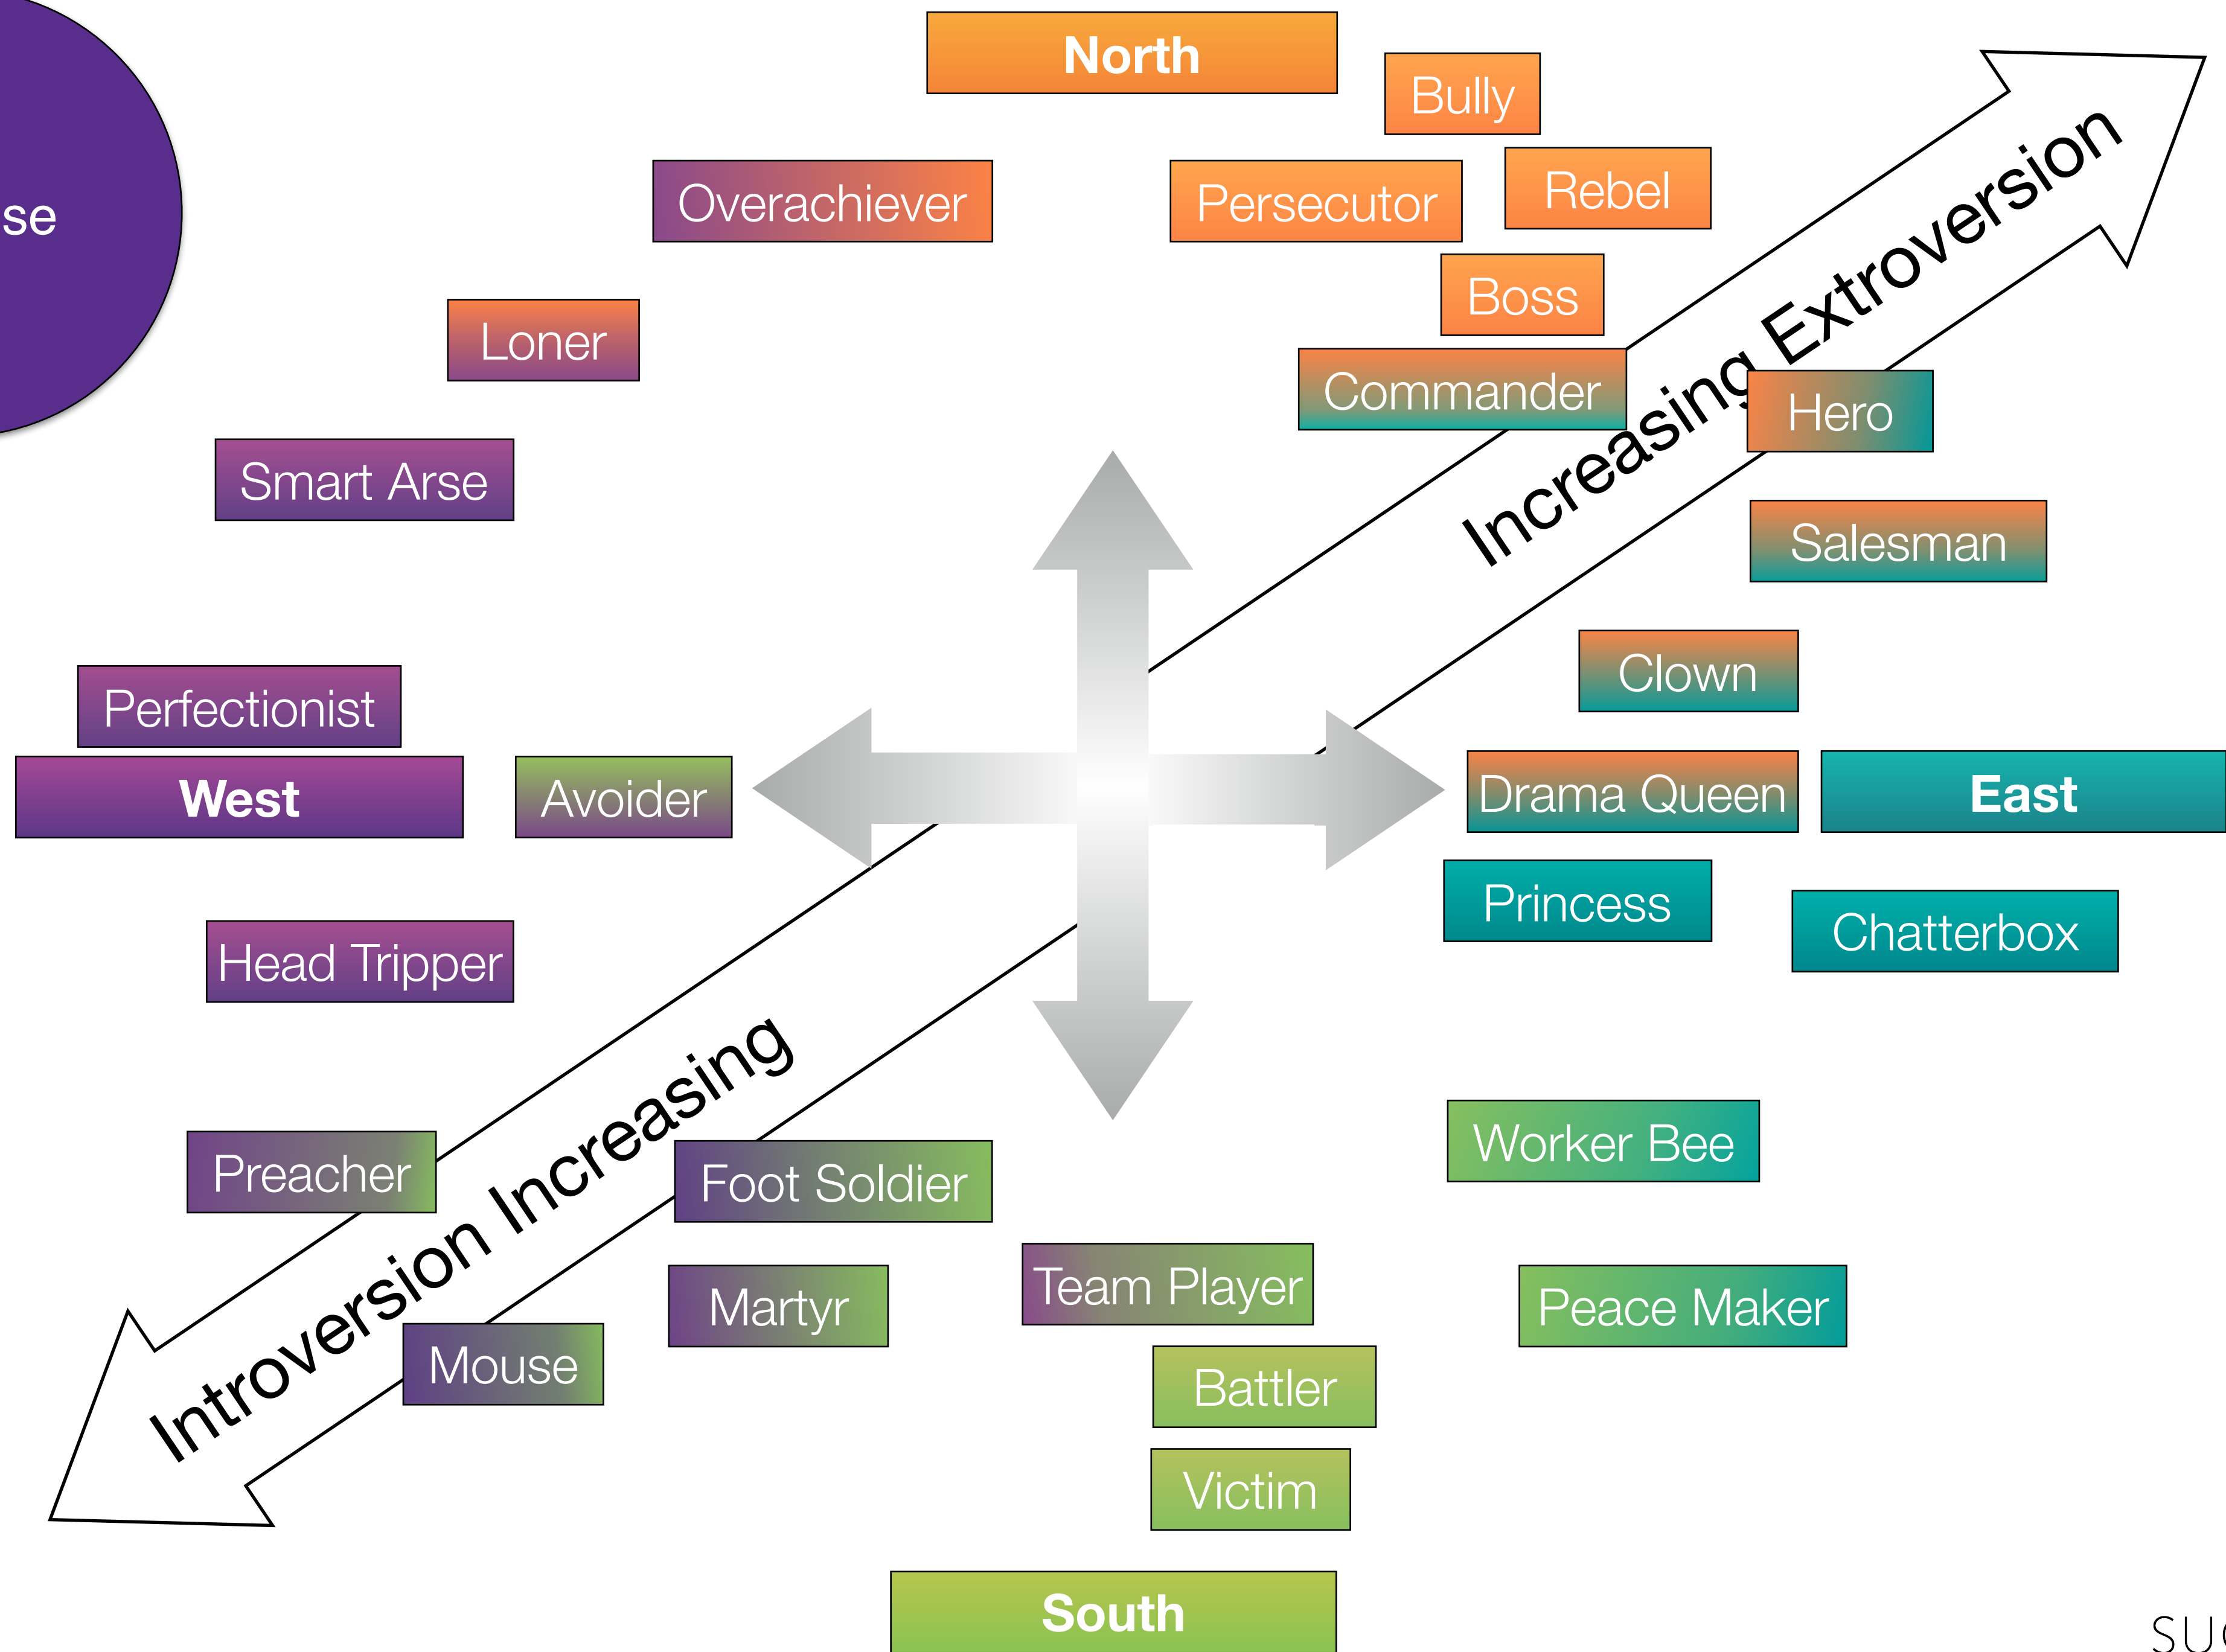 North
Bully
se
Overachiever
Persecutor
Rebel
Boss
Loner
Increasing Extroversion
Commander
Hero
Smart Arse
Salesman
Clown
Perfectionist
West
Avoider
Drama Queen
East
Princess
Chatterbox
Head Tripper
Introversion Increasing
Worker Bee
Preacher
Foot Soldier
Team Player
Martyr
Peace Maker
Mouse
Battler
Victim
South